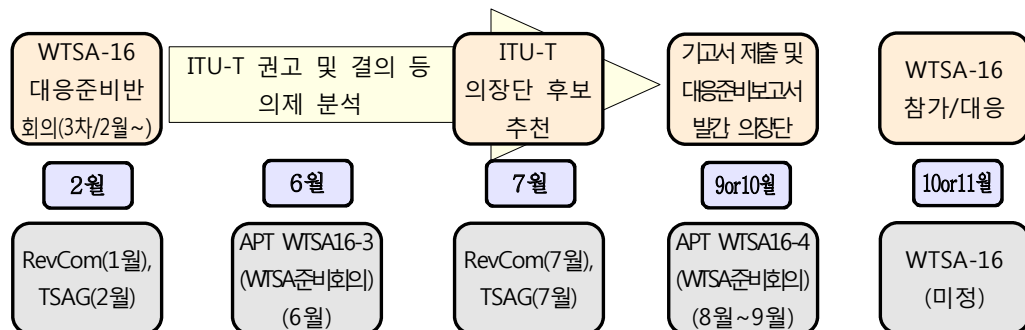 WTSA-16
대응준비반
회의(3차/2월~)
ITU-T 권고 및 결의 등
의제 분석
ITU-T
의장단 후보
추천
기고서 제출 및
대응준비보고서
발간 의장단
WTSA-16
참가/대응
2월
6월
7월
9or10월
10or11월
RevCom(1월),
TSAG(2월)
APT WTSA16-3
(WTSA준비회의)
(6월)
RevCom(7월),
TSAG(7월)
APT WTSA16-4
(WTSA준비회의)
(8월~9월)
WTSA-16
(미정)